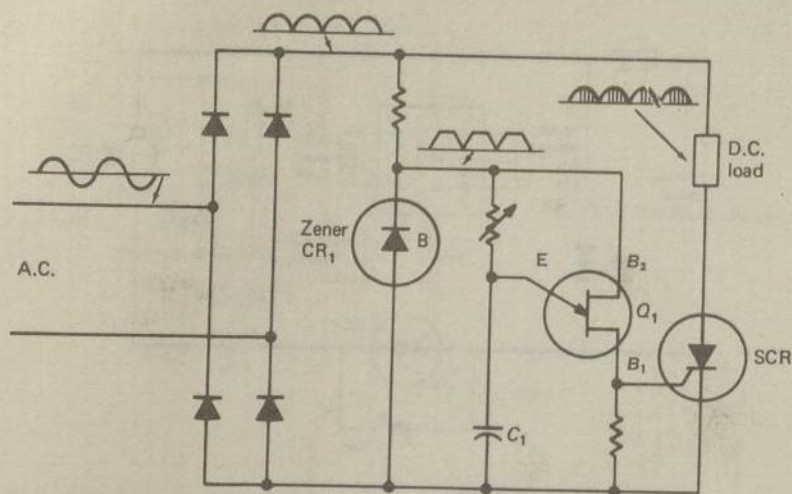 D.C.
load
Zener
CR₁
B
E
B₂
A.C.
Q₁
B₁
SCR
C₁